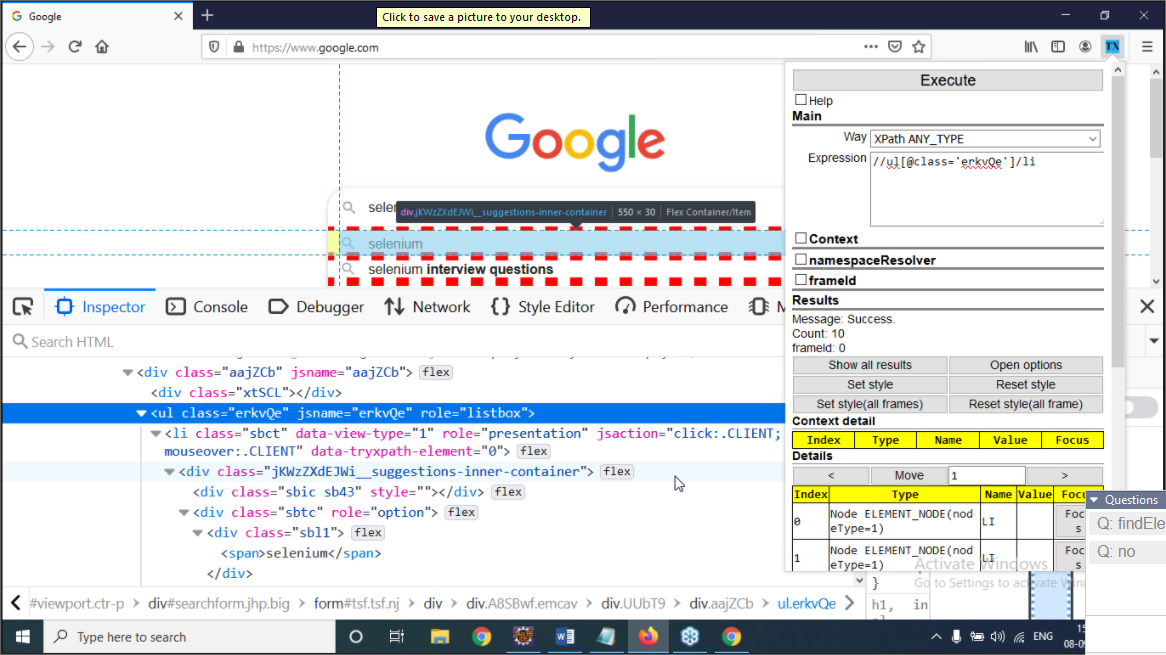 Google
Click to save a picture to your desktop.
https://www.google.com
Google
selen
div.jKWzZXdEJWi__suggestions-inner-container 550 × 30 Flex Container/Item
selenium
selenium interview questions
Execute
Help
Main
Way XPath ANY_TYPE
Expression //ul[@class='erkvQe']/li
Context
namespaceResolver
frameId
Results
Message: Success.
Count: 10
frameId: 0
Show all results Open options
Set style Reset style
Set style(all frames) Reset style(all frame)
Context detail
Index Type Name Value Focus
Details
< Move 1 >
Index Type Name Value Focu
0 Node ELEMENT_NODE(nodeType=1) LI Focs
1 Node ELEMENT_NODE(nodeType=1) LI Foc
Inspector Console Debugger Network Style Editor Performance M
Search HTML
<div class="aajZCb" jsname="aajZCb"> flex
<div class="xtSCL"></div>
<ul class="erkvQe" jsname="erkvQe" role="listbox">
<li class="sbct" data-view-type="1" role="presentation" jsaction="click:.CLIENT;
mouseover:.CLIENT" data-tryxpath-element="0"> flex
<div class="jKWzZXdEJWi__suggestions-inner-container"> flex
<div class="sbic sb43" style=""></div> flex
<div class="sbtc" role="option"> flex
<div class="sbl1"> flex
<span>selenium</span>
</div>
#viewport.ctr-p div#searchform.jhp.big form#tsf.tsf.nj div div.A8SBwf.emcav div.UUbT9 div.aajZCb ul.erkvQe
}
h1, in
Activate Windows
Go to Settings to activate Win
Questions
Q: findEle
Q: no
Type here to search
ENG
15
08-09